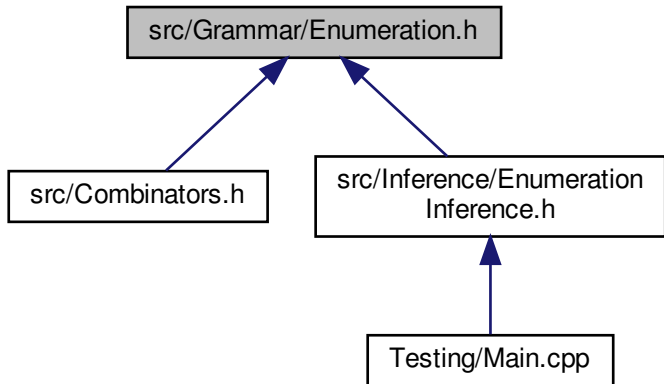 src/Grammar/Enumeration.h
src/Combinators.h
src/Inference/Enumeration
Inference.h
Testing/Main.cpp